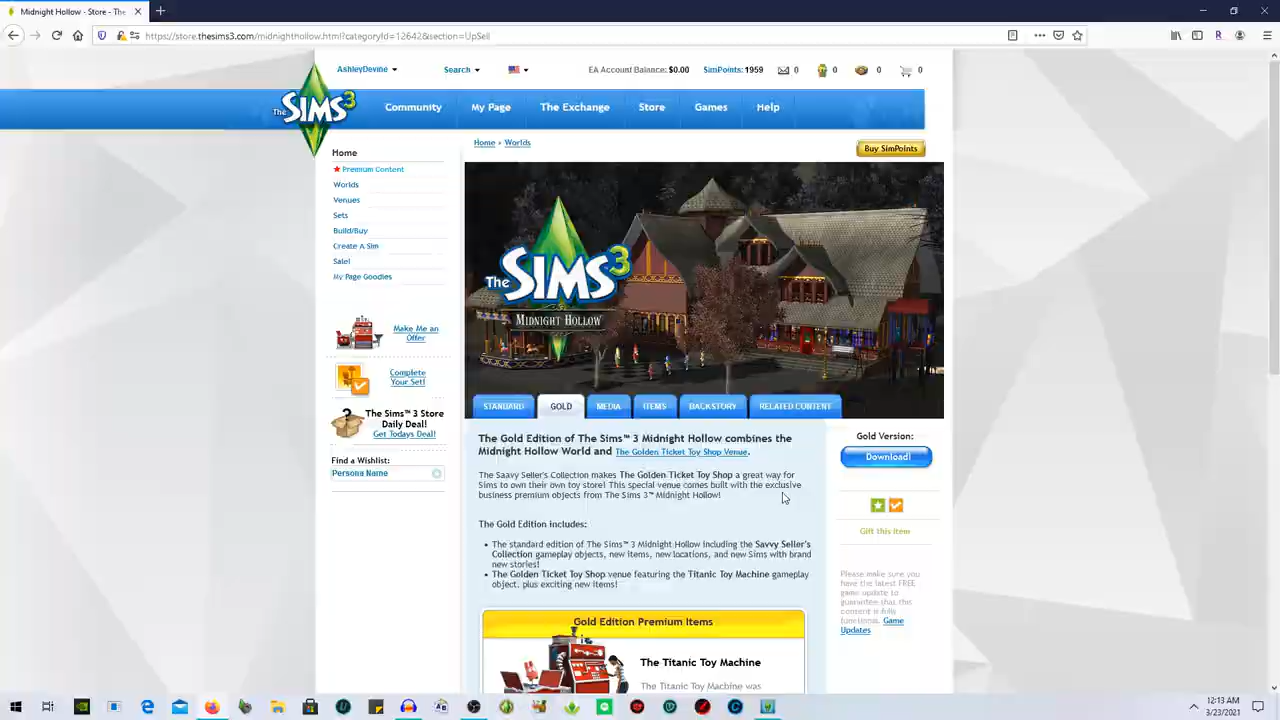 Midnight Hollow - Store - The
https://store.thesims3.com/midnighthollow.html?categoryId=12642&section=UpSell
AshleyDevine
Search
EA Account Balance: $0.00
SimPoints: 1959
0
0
0
0
The SIMS 3
Community
My Page
The Exchange
Store
Games
Help
Home » Worlds
Buy SimPoints
Home
Premium Content
Worlds
Venues
Sets
Build/Buy
Create A Sim
Sale!
My Page Goodies
Make Me an
Offer
Complete
Your Set!
The Sims™ 3 Store
Daily Deal!
Get Todays Deal!
Find a Wishlist:
Persona Name
The SIMS 3
MIDNIGHT HOLLOW
STANDARD
GOLD
MEDIA
ITEMS
BACKSTORY
RELATED CONTENT
The Gold Edition of The Sims™ 3 Midnight Hollow combines the
Midnight Hollow World and The Golden Ticket Toy Shop Venue.
The Saavy Seller's Collection makes The Golden Ticket Toy Shop a great way for
Sims to own their own toy store! This special venue comes built with the exclusive
business premium objects from The Sims 3™ Midnight Hollow!
The Gold Edition includes:
• The standard edition of The Sims™ 3 Midnight Hollow including the Savvy Seller's
Collection gameplay objects, new items, new locations, and new Sims with brand
new stories!
• The Golden Ticket Toy Shop venue featuring the Titanic Toy Machine gameplay
object, plus exciting new items!
Gold Edition Premium Items
The Titanic Toy Machine
The Titanic Toy Machine was
Gold Version:
Download!
Gift this item
Please make sure you
have the latest FREE
game update to
guarantee that this
content is fully
functional. Game
Updates
12:13 AM
3/23/2021